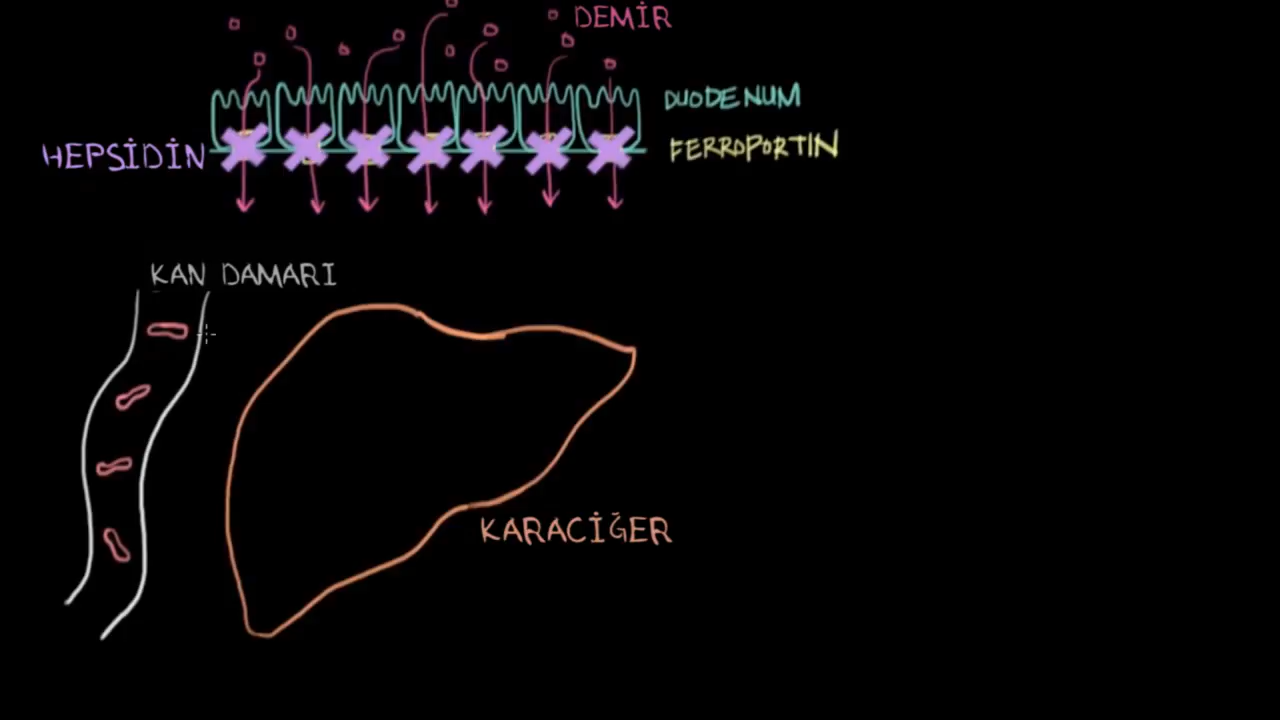 DEMİR
DUODENUM
HEPSİDİN
FERROPORTIN
KAN DAMARI
KARACİĞER